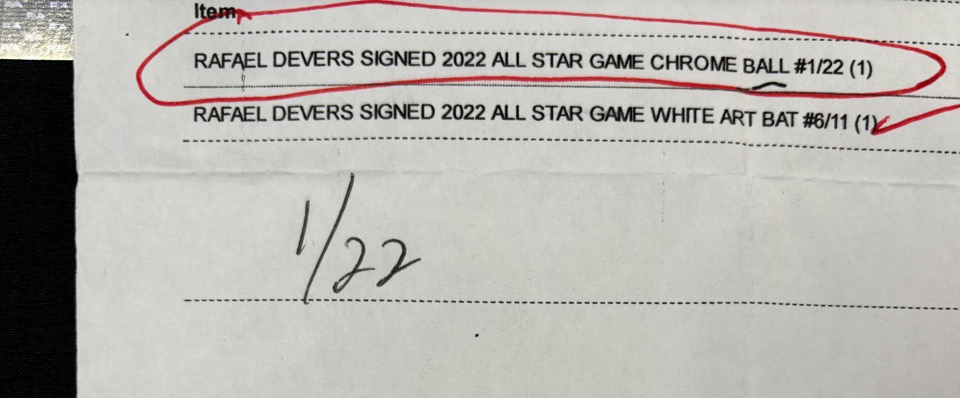 Item
RAFAEL DEVERS SIGNED 2022 ALL STAR GAME CHROME BALL #1/22 (1)
RAFAEL DEVERS SIGNED 2022 ALL STAR GAME WHITE ART BAT #6/11 (1)
1/22